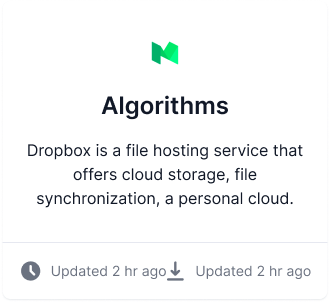 Algorithms
Dropbox is a file hosting service that
offers cloud storage, file
synchronization, a personal cloud.
Updated 2 hr ago Updated 2 hr ago